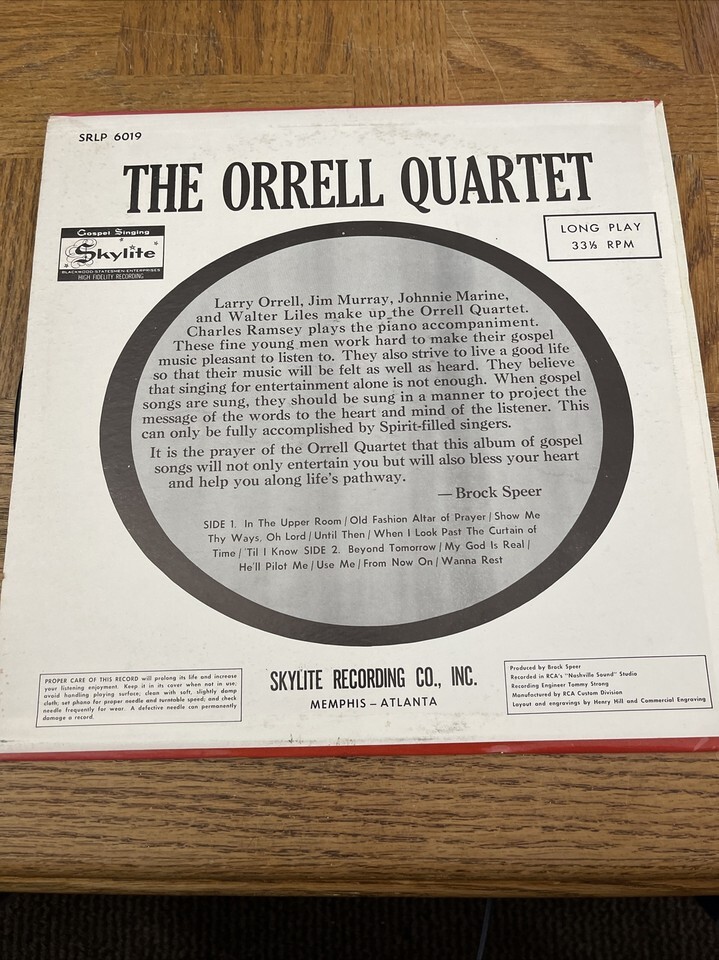 SRLP 6019
THE ORRELL QUARTET
Gospel Singing
Skylite
BLACKWOOD-STATESMEN-ENTERPRISES
HIGH FIDELITY RECORDING
LONG PLAY
33⅓ RPM
Larry Orrell, Jim Murray, Johnnie Marine,
and Walter Liles make up the Orrell Quartet.
Charles Ramsey plays the piano accompaniment.
These fine young men work hard to make their gospel
music pleasant to listen to. They also strive to live a good life
so that their music will be felt as well as heard. They believe
that singing for entertainment alone is not enough. When gospel
songs are sung, they should be sung in a manner to project the
message of the words to the heart and mind of the listener. This
can only be fully accomplished by Spirit-filled singers.
It is the prayer of the Orrell Quartet that this album of gospel
songs will not only entertain you but will also bless your heart
and help you along life's pathway.
—Brock Speer
SIDE 1. In The Upper Room / Old Fashion Altar of Prayer / Show Me
Thy Ways, Oh Lord / Until Then / When I Look Past The Curtain of
Time / 'Til I Know SIDE 2. Beyond Tomorrow / My God Is Real /
He'll Pilot Me / Use Me / From Now On / Wanna Rest
PROPER CARE OF THIS RECORD will prolong its life and increase
your listening enjoyment. Keep it in its cover when not in use;
avoid handling playing surface; clean with soft, slightly damp
cloth; set phono for proper needle and turntable speed; and check
needle frequently for wear. A defective needle can permanently
damage a record.
SKYLITE RECORDING CO., INC.
MEMPHIS – ATLANTA
Produced by Brock Speer
Recorded in RCA's "Nashville Sound" Studio
Recording Engineer Tommy Strong
Manufactured by RCA Custom Division
Layout and engravings by Henry Hill and Commercial Engraving